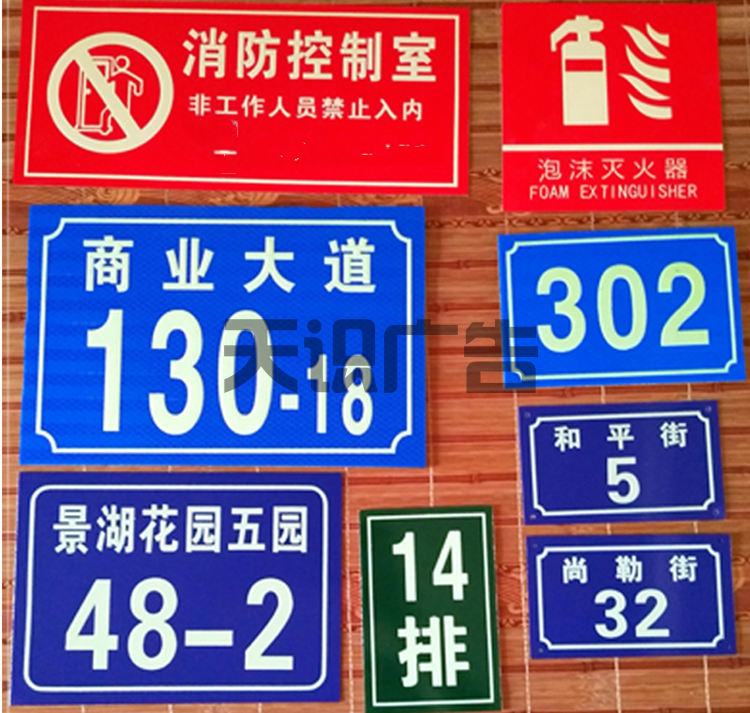 消防控制室
非工作人员禁止入内
泡沫灭火器
FOAM EXTINGUISHER
商业大道
130-18
302
天识广告
和平街
5
景湖花园五园
48-2
14
排
尚勒街
32